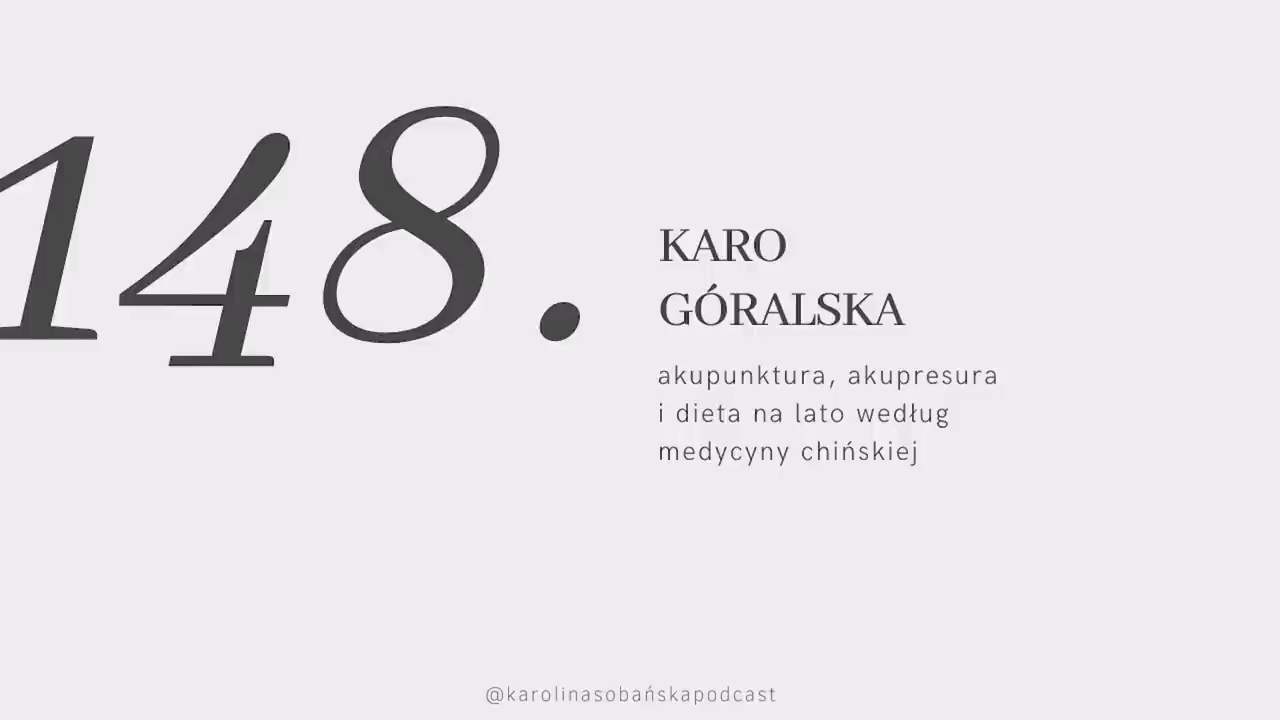 148.
KARO
GÓRALSKA
akupunktura, akupresura
i dieta na lato według
medycyny chińskiej
@karolinasobańskapodcast